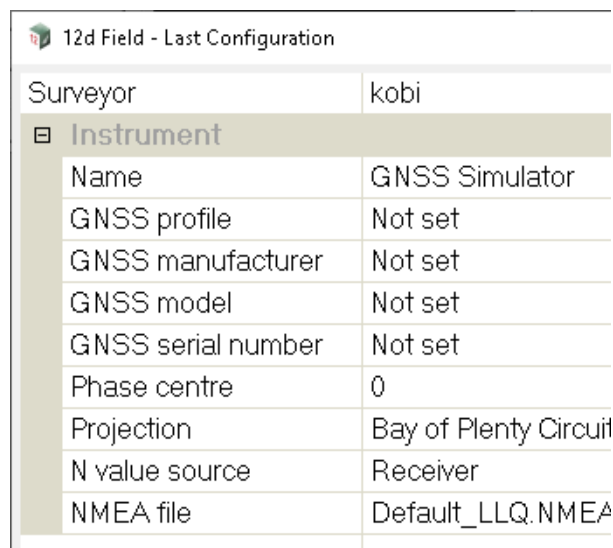 12d Field - Last Configuration
Surveyor kobi
Instrument
Name GNSS Simulator
GNSS profile Not set
GNSS manufacturer Not set
GNSS model Not set
GNSS serial number Not set
Phase centre 0
Projection Bay of Plenty Circuit
N value source Receiver
NMEA file Default_LLQ.NMEA